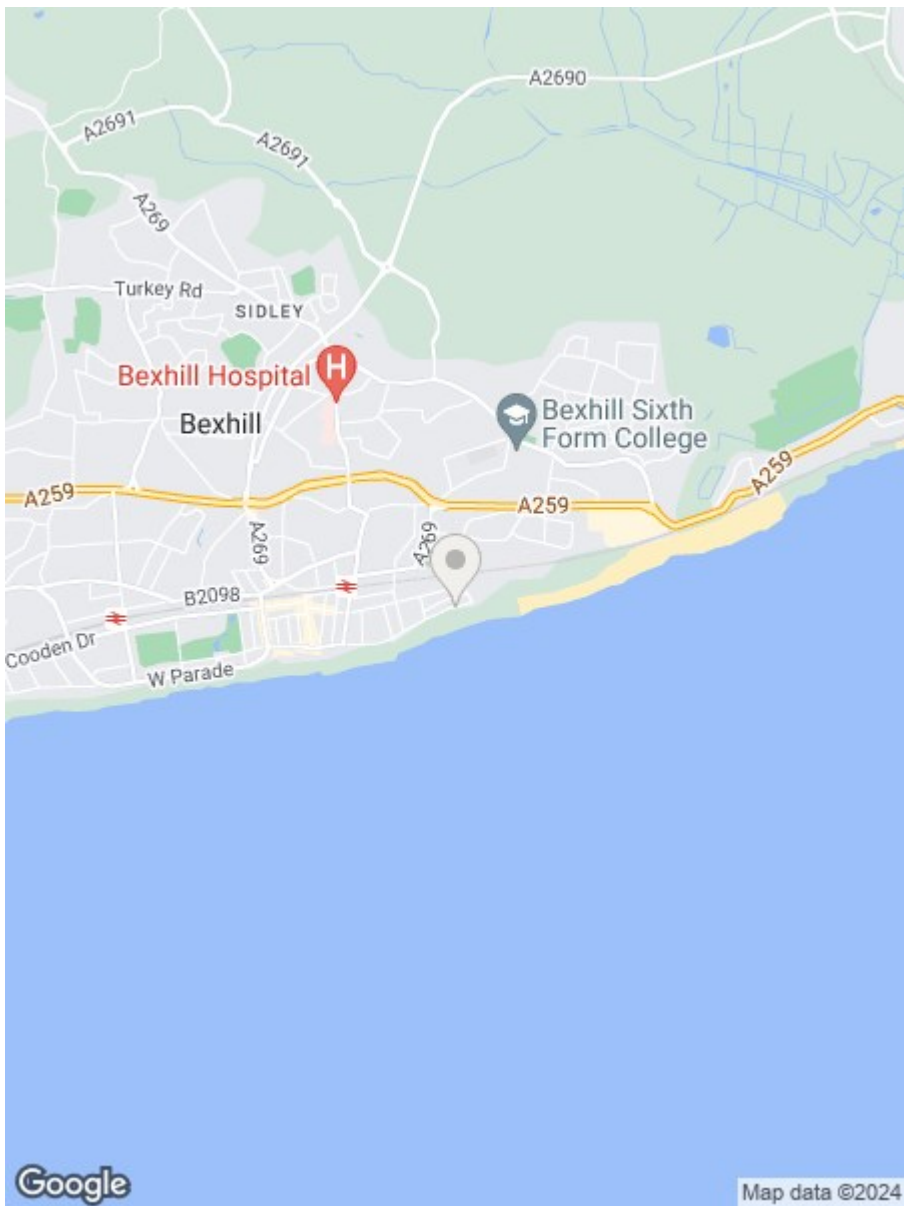 A2690
A2691
A2691
A269
Turkey Rd
SIDLEY
H
Bexhill Hospital
Bexhill
Bexhill Sixth
Form College
A259
A259
A259
A269
A269
B2098
Cooden Dr
W Parade
Google
Map data ©2024